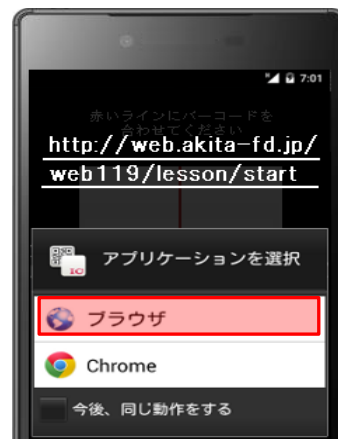 7:01
赤いラインにバーコードを
合わせてください
http://web.akita-fd.jp/
web119/lesson/start
IO
アプリケーションを選択
ブラウザ
Chrome
今後、同じ動作をする